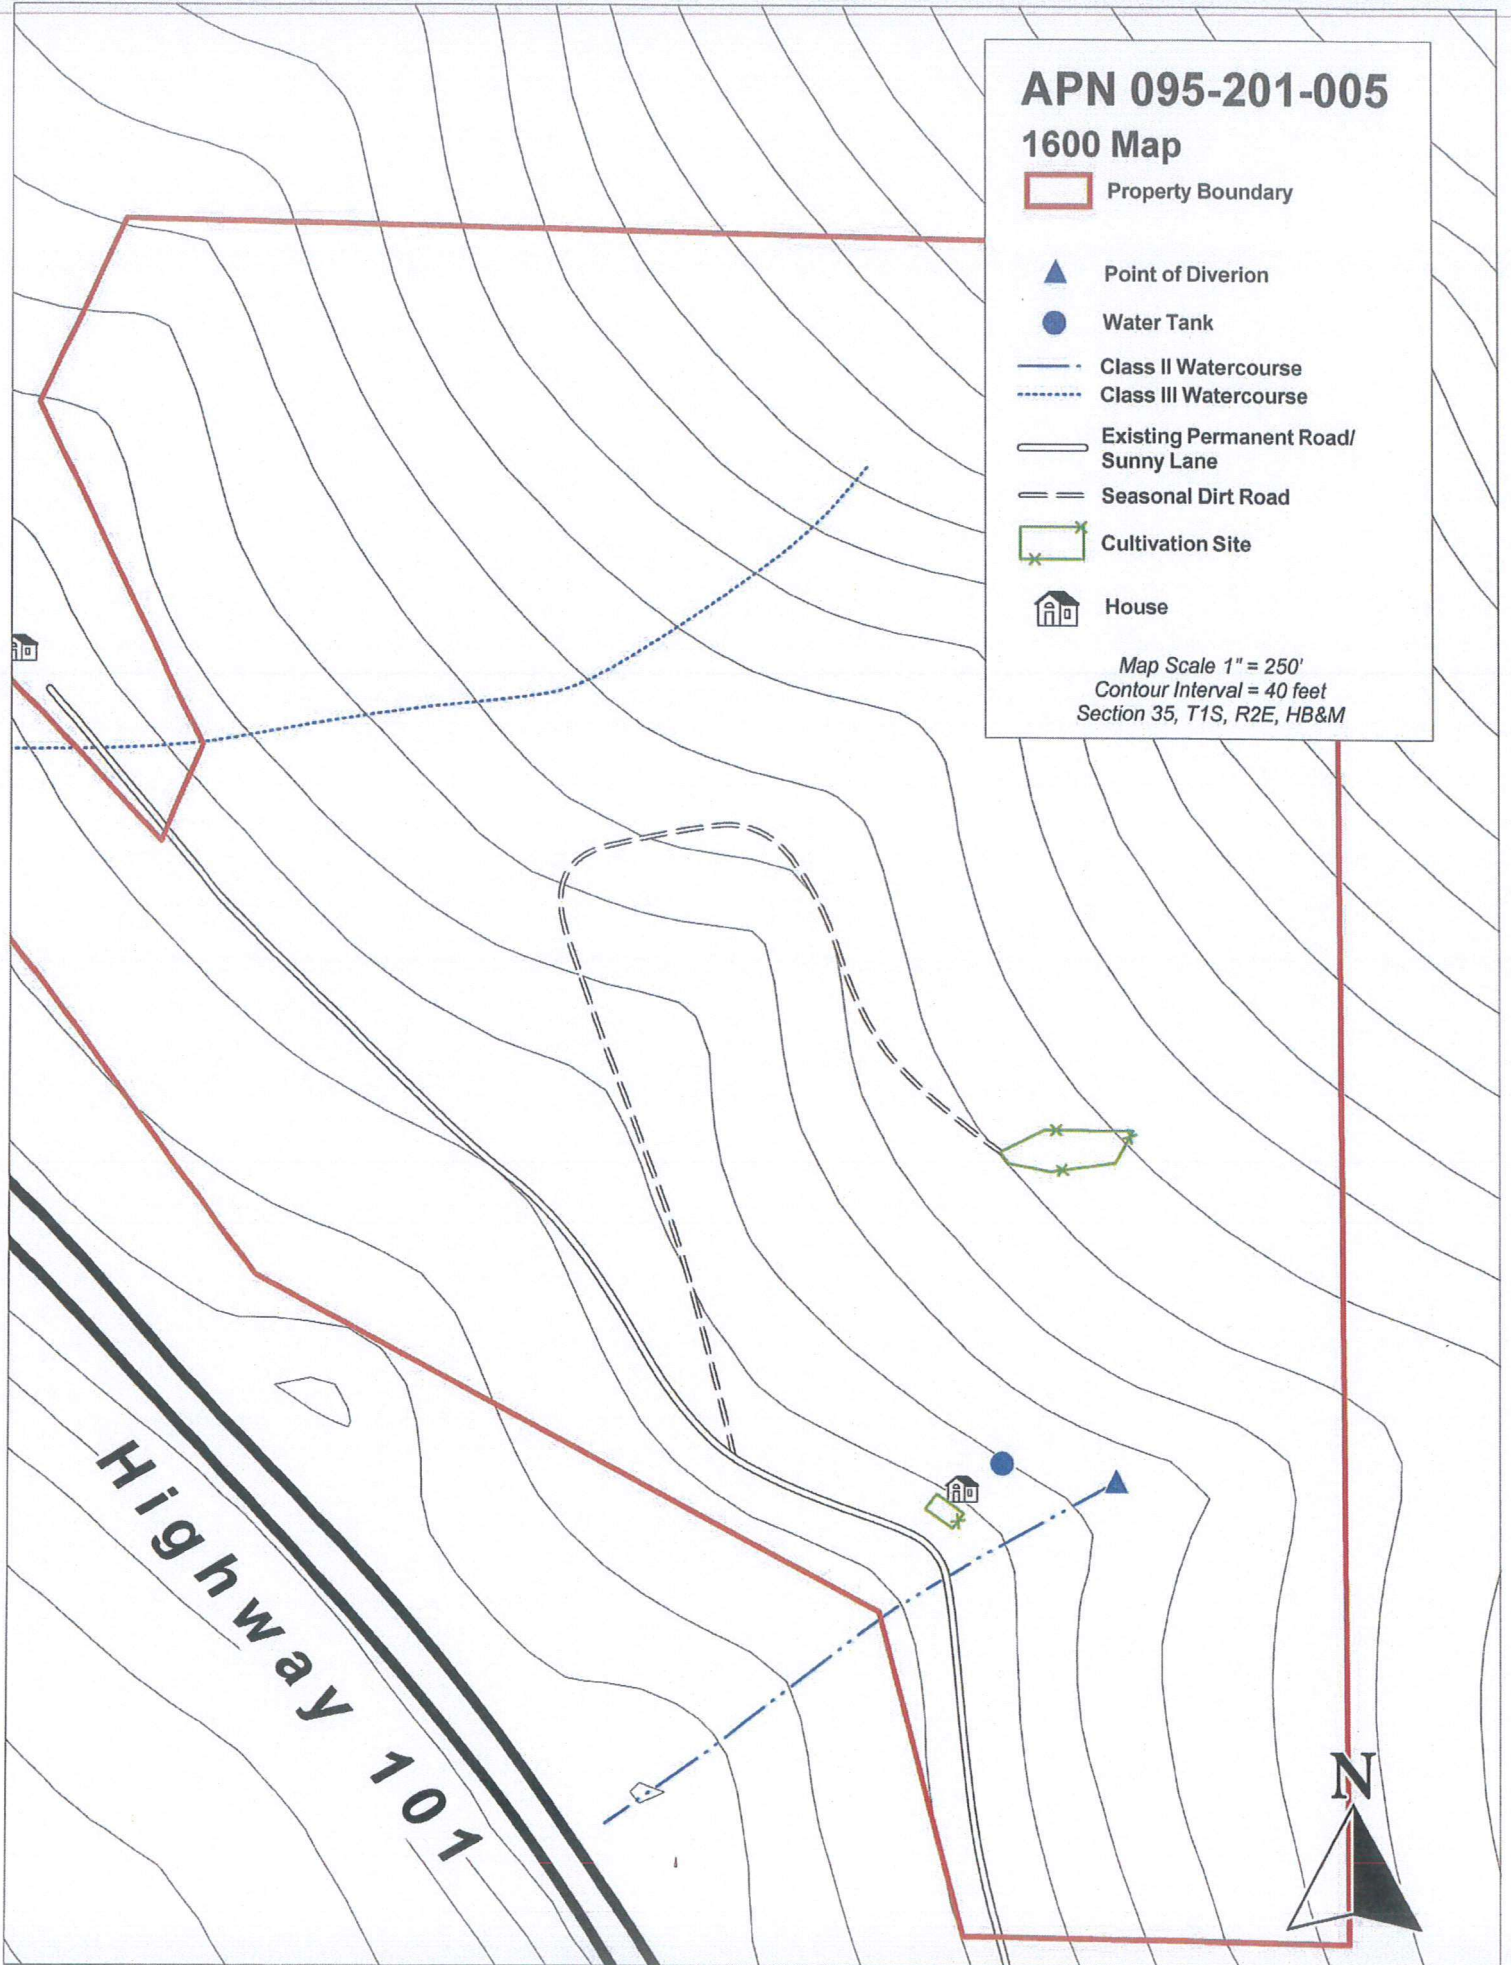 APN 095-201-005
1600 Map
Property Boundary
Point of Diverion
Water Tank
Class II Watercourse
Class III Watercourse
Existing Permanent Road/
Sunny Lane
Seasonal Dirt Road
Cultivation Site
House
Map Scale 1" = 250'
Contour Interval = 40 feet
Section 35, T1S, R2E, HB&M
Highway 101
N